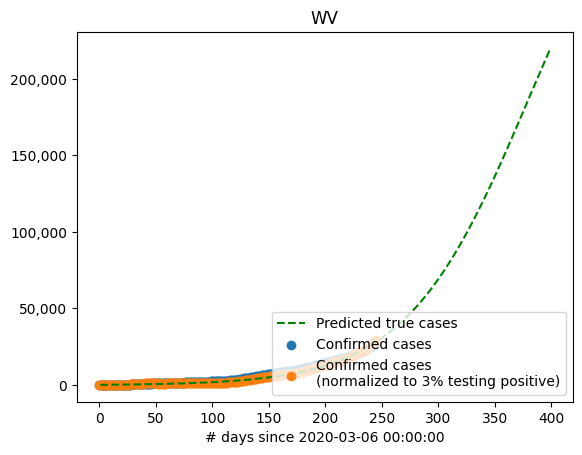 WV
200,000
150,000
100,000
50,000
0
Predicted true cases
Confirmed cases
Confirmed cases
(normalized to 3% testing positive)
0 50 100 150 200 250 300 350 400
# days since 2020-03-06 00:00:00